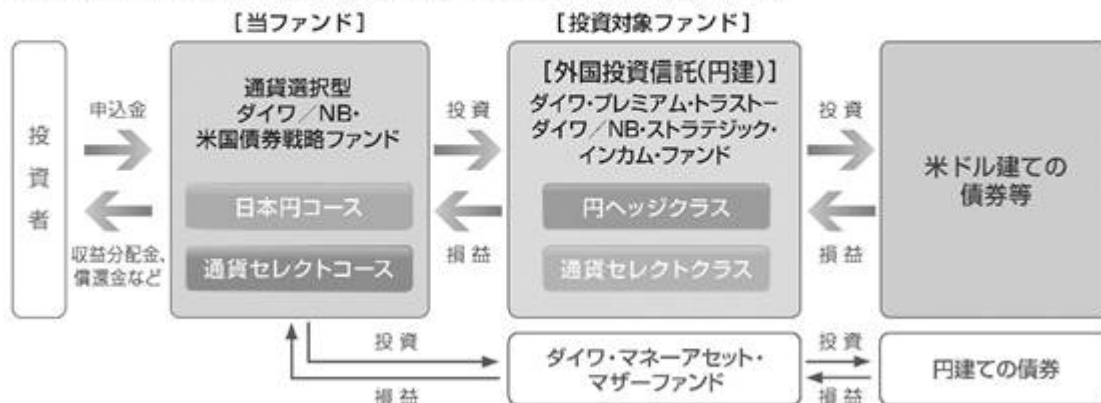 [当ファンド]
[投資対象ファンド]
投資者
申込金
収益分配金、
償還金など
通貨選択型
ダイワ/NB・
米国債券戦略ファンド
日本円コース
通貨セレクトコース
投資
損益
[外国投資信託(円建)]
ダイワ・プレミアム・トラスト－
ダイワ/NB・ストラテジック・
インカム・ファンド
円ヘッジクラス
通貨セレクトクラス
投資
損益
米ドル建ての
債券等
投資
損益
ダイワ・マネーアセット・
マザーファンド
投資
損益
円建ての債券